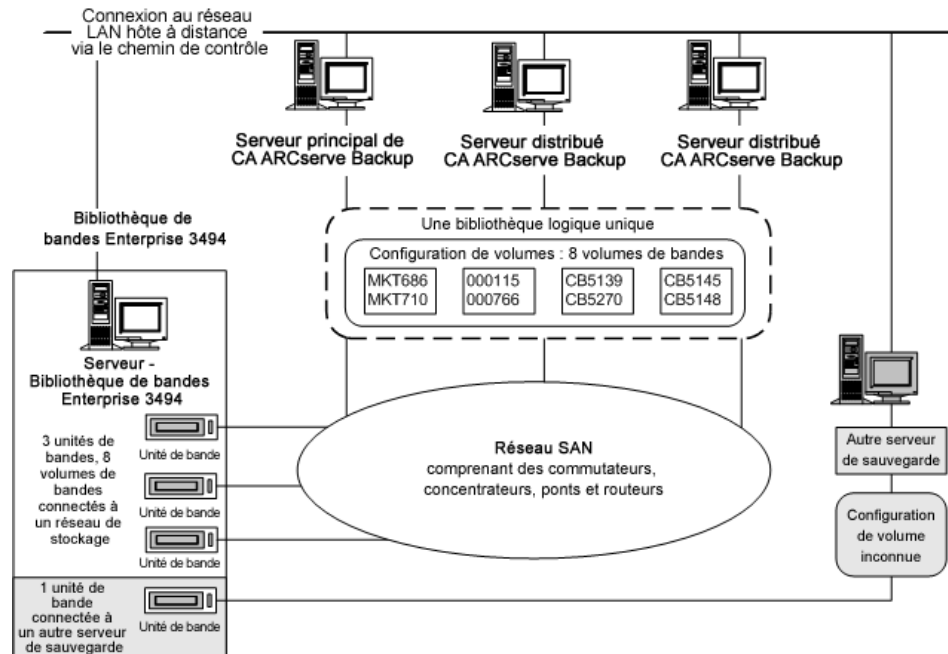 Connexion au réseau
LAN hôte à distance
via le chemin de contrôle
Serveur principal de
CA ARCserve Backup
Serveur distribué
CA ARCserve Backup
Serveur distribué
CA ARCserve Backup
Une bibliothèque logique unique
Configuration de volumes : 8 volumes de bandes
MKT686
MKT710
000115
000766
CB5139
CB5270
CB5145
CB5148
Bibliothèque de
bandes Enterprise 3494
Serveur -
Bibliothèque de bandes
Enterprise 3494
3 unités de
bandes, 8
volumes de
bandes
connectés à
un réseau de
stockage
Unité de bande
Unité de bande
Unité de bande
1 unité de
bande
connectée à
un autre serveur
de sauvegarde
Unité de bande
Réseau SAN
comprenant des commutateurs,
concentrateurs, ponts et routeurs
Autre serveur
de sauvegarde
Configuration
de volume
inconnue